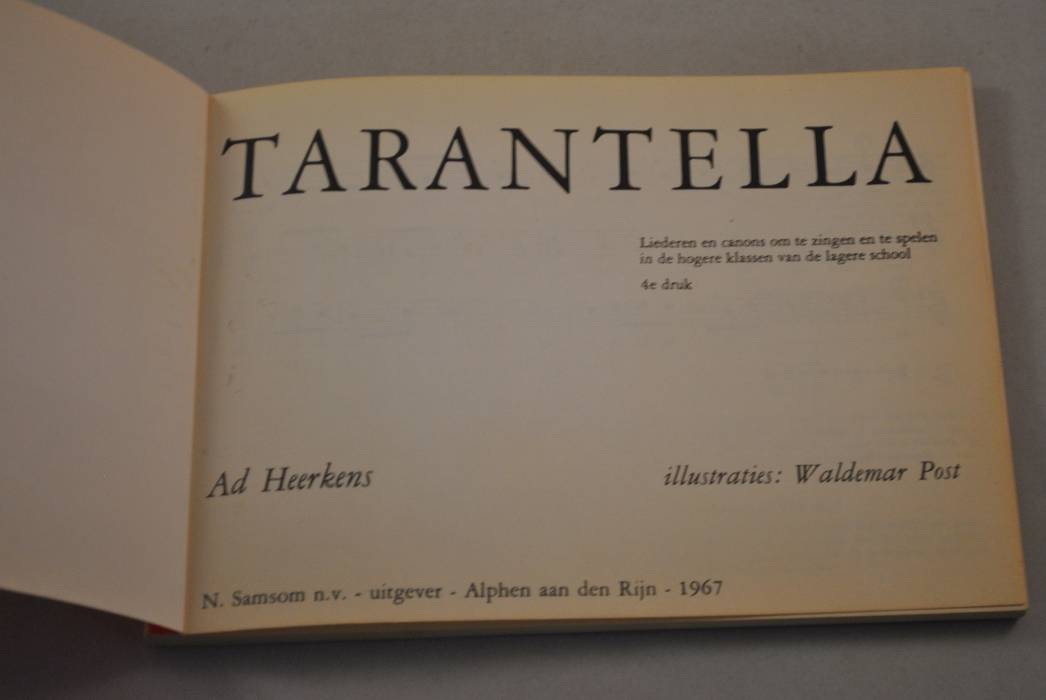 TARANTELLA
Liederen en canons om te zingen en te spelen
in de hogere klassen van de lagere school
4e druk
Ad Heerkens
illustraties: Waldemar Post
N. Samsom n.v. - uitgever - Alphen aan den Rijn - 1967